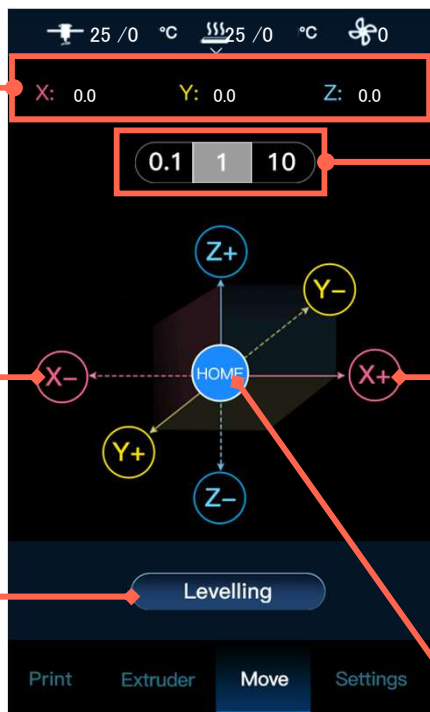 25 /0 °C 25 /0 °C 0
X: 0.0 Y: 0.0 Z: 0.0
0.1 1 10
Z+
Y-
X- HOME X+
Y+
Z-
Levelling
Print Extruder Move Settings